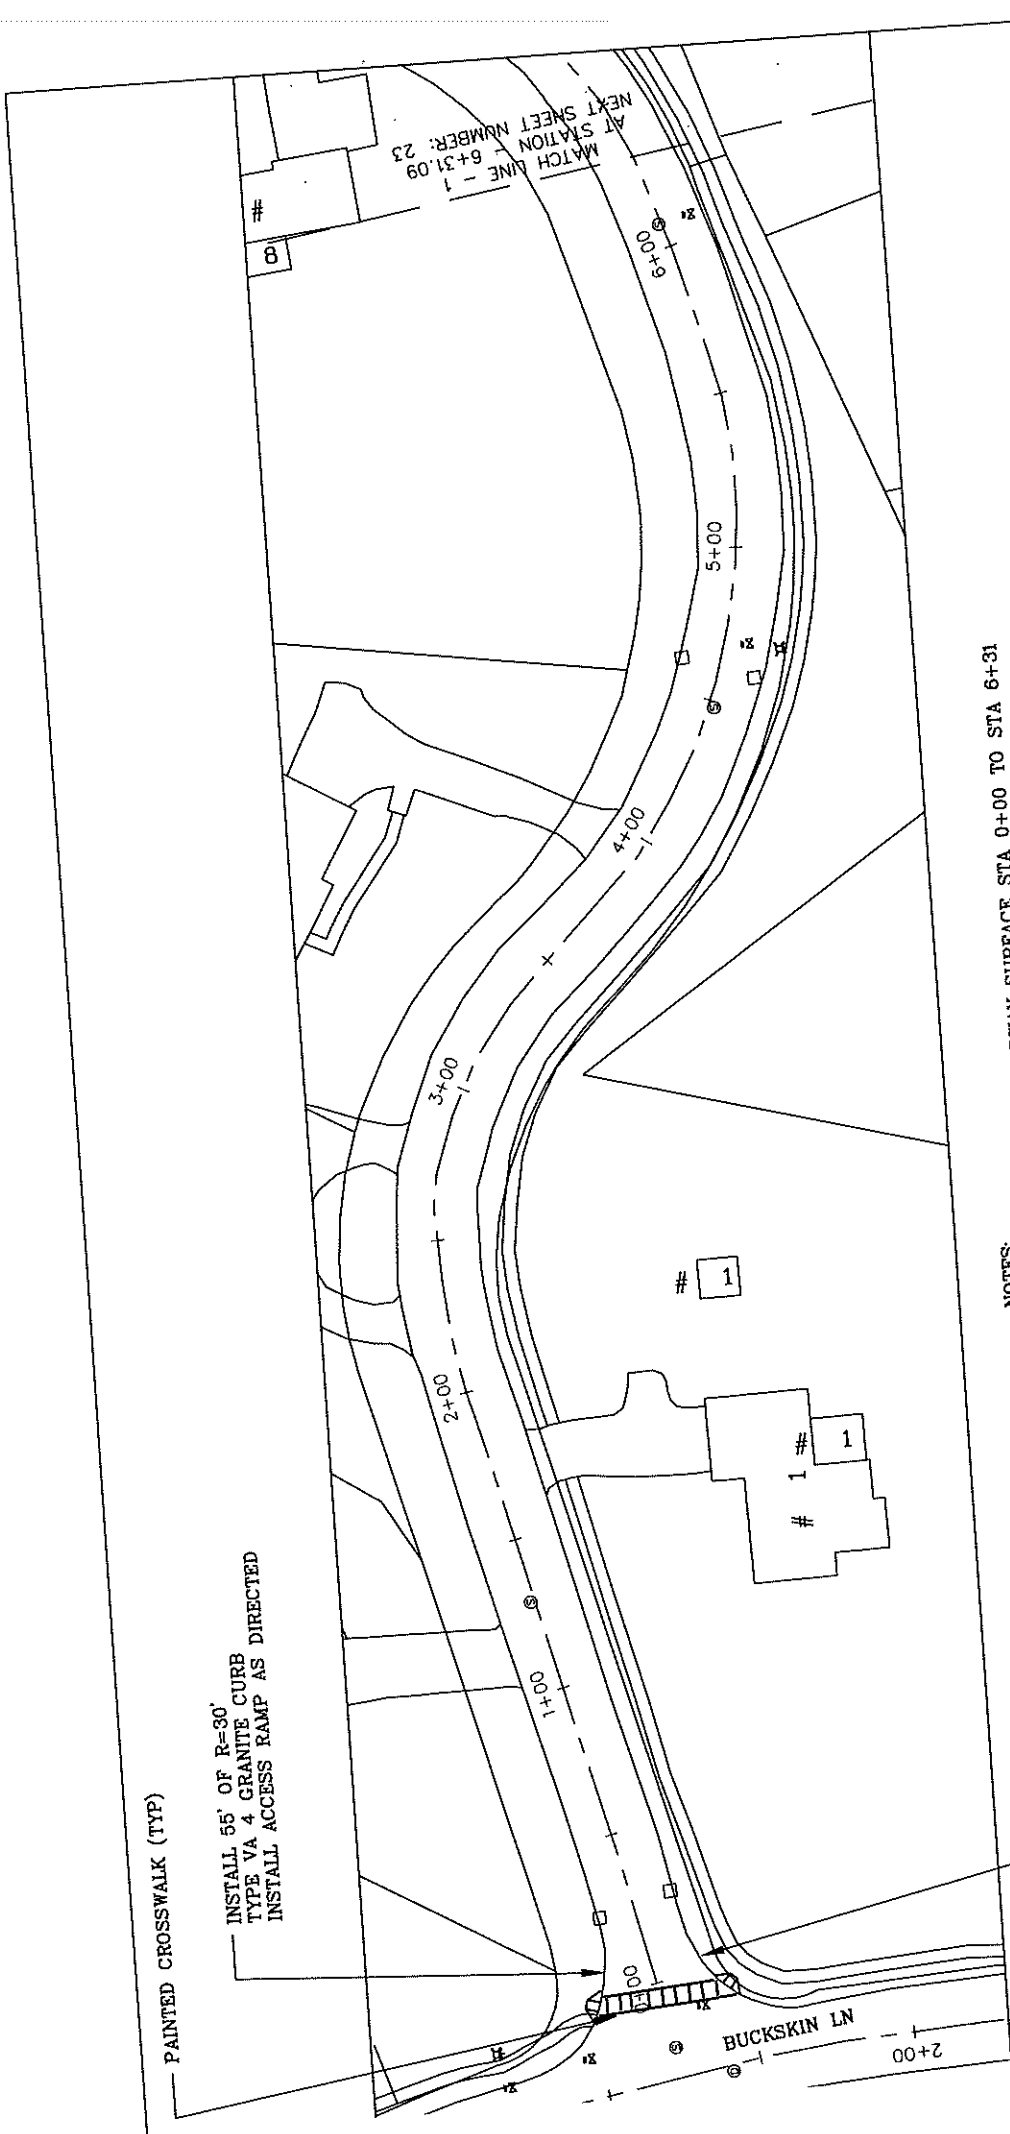 PAINTED CROSSWALK (TYP)
INSTALL 55' OF R=30'
TYPE VA 4 GRANITE CURB
INSTALL ACCESS RAMP AS DIRECTED
MATCH LINE - 1
AT STATION - 6+31.09
NEXT SHEET NUMBER: 23
#
8
0+00
1+00
2+00
3+00
4+00
5+00
6+00
S
S
S
# 1
# 1
# 1
BUCKSKIN LN
2+00
S
NOTES:
SURFACE STA 0+00 TO STA 6+31